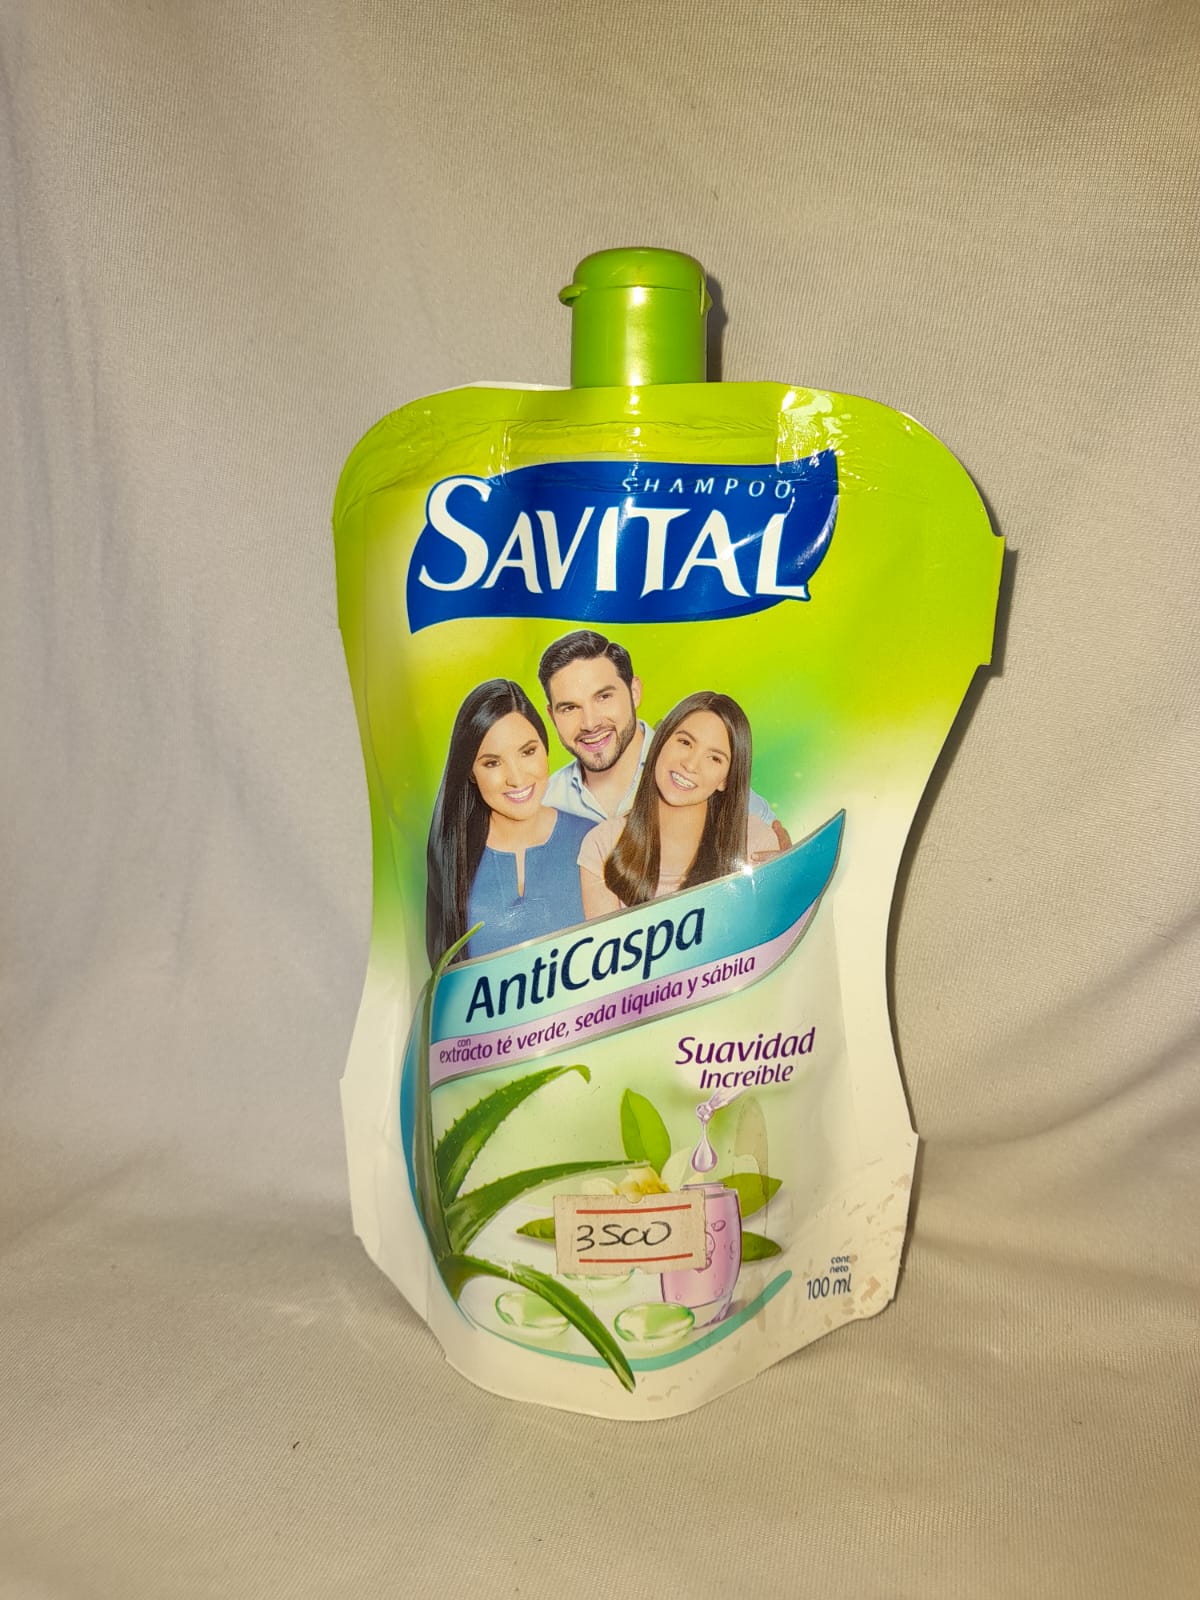 SHAMPOO
SAVITAL
AntiCaspa
con
extracto té verde, seda líquida y sábila
Suavidad
Increíble
3500
cont.
neto
100 ml